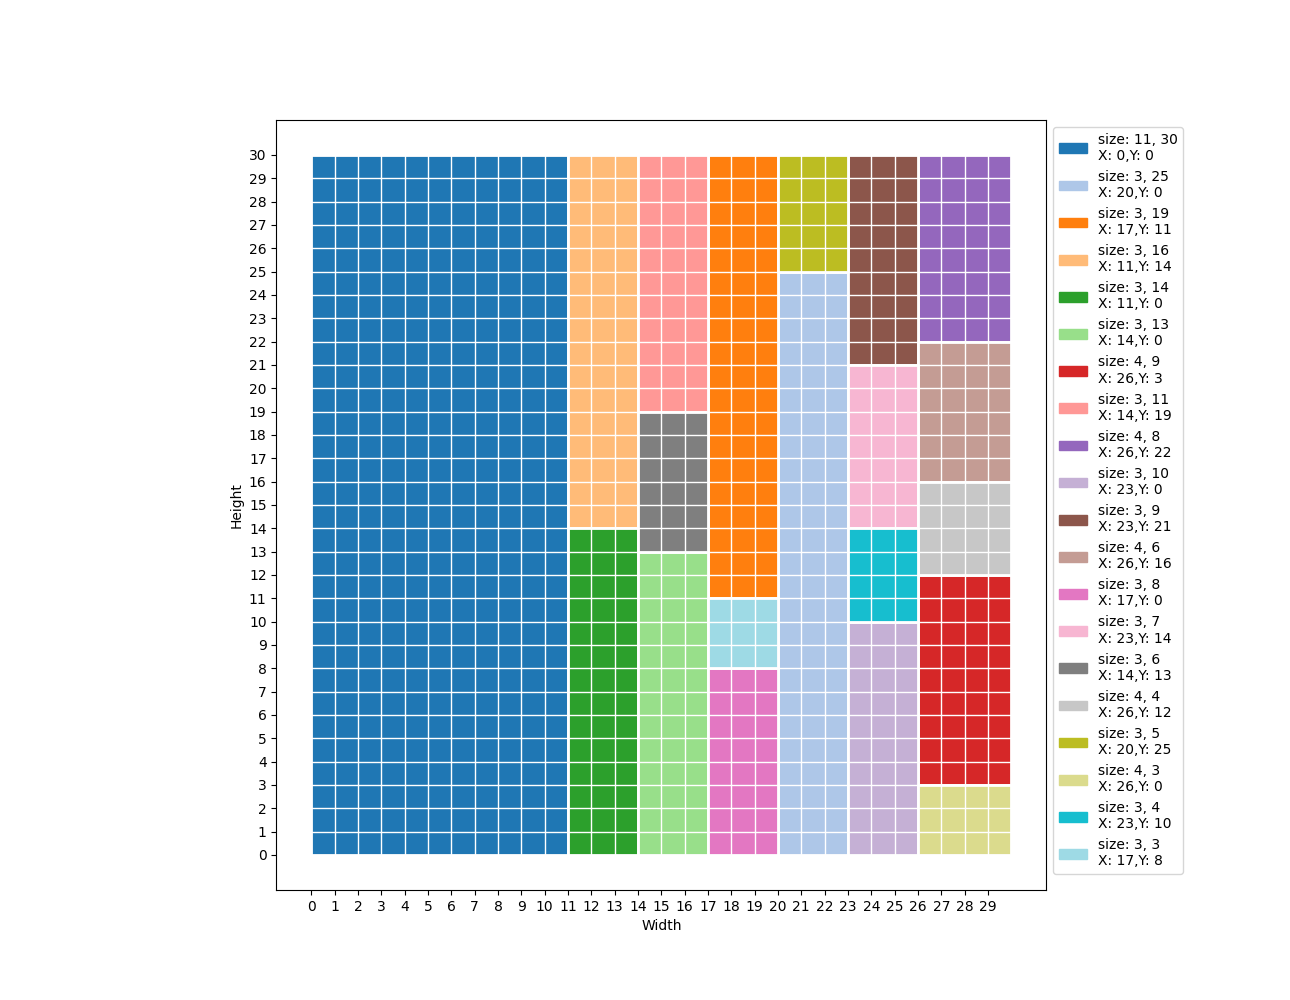 30
29
28
27
26
25
24
23
22
21
20
19
18
17
16
15
14
13
12
11
10
9
8
7
6
5
4
3
2
1
0
Height
0 1 2 3 4 5 6 7 8 9 10 11 12 13 14 15 16 17 18 19 20 21 22 23 24 25 26 27 28 29
Width
size: 11, 30
X: 0,Y: 0
size: 3, 25
X: 20,Y: 0
size: 3, 19
X: 17,Y: 11
size: 3, 16
X: 11,Y: 14
size: 3, 14
X: 11,Y: 0
size: 3, 13
X: 14,Y: 0
size: 4, 9
X: 26,Y: 3
size: 3, 11
X: 14,Y: 19
size: 4, 8
X: 26,Y: 22
size: 3, 10
X: 23,Y: 0
size: 3, 9
X: 23,Y: 21
size: 4, 6
X: 26,Y: 16
size: 3, 8
X: 17,Y: 0
size: 3, 7
X: 23,Y: 14
size: 3, 6
X: 14,Y: 13
size: 4, 4
X: 26,Y: 12
size: 3, 5
X: 20,Y: 25
size: 4, 3
X: 26,Y: 0
size: 3, 4
X: 23,Y: 10
size: 3, 3
X: 17,Y: 8